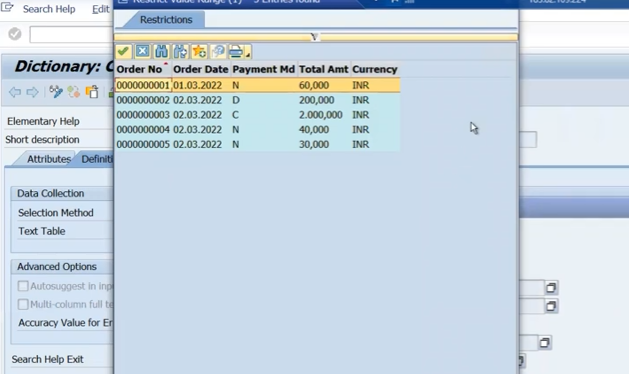 Search Help Edit
Restrict Value Range (1) 5 Entries found
Restrictions
Dictionary:
Order No Order Date Payment Md Total Amt Currency
0000000001 01.03.2022 N 60,000 INR
0000000002 02.03.2022 D 200,000 INR
0000000003 02.03.2022 C 2.000,000 INR
0000000004 02.03.2022 N 40,000 INR
0000000005 02.03.2022 N 30,000 INR
Elementary Help
Short description
Attributes Definiti
Data Collection
Selection Method
Text Table
Advanced Options
Autosuggest in inp
Multi-column full te
Accuracy Value for Er
Search Help Exit